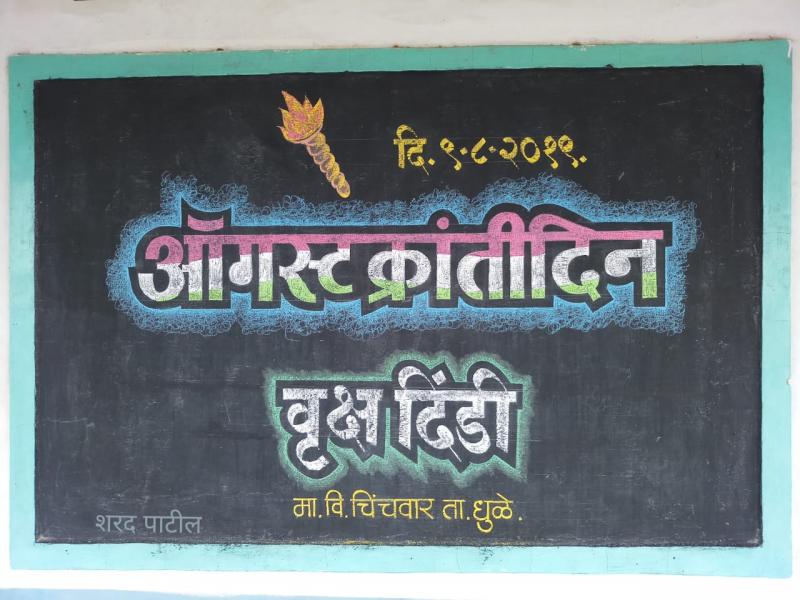 दि. ९·८·२०१९.
ऑगस्ट क्रांतीदिन
वृक्ष दिंडी
मा. वि. चिंचवार ता. धुळे.
शरद पाटील